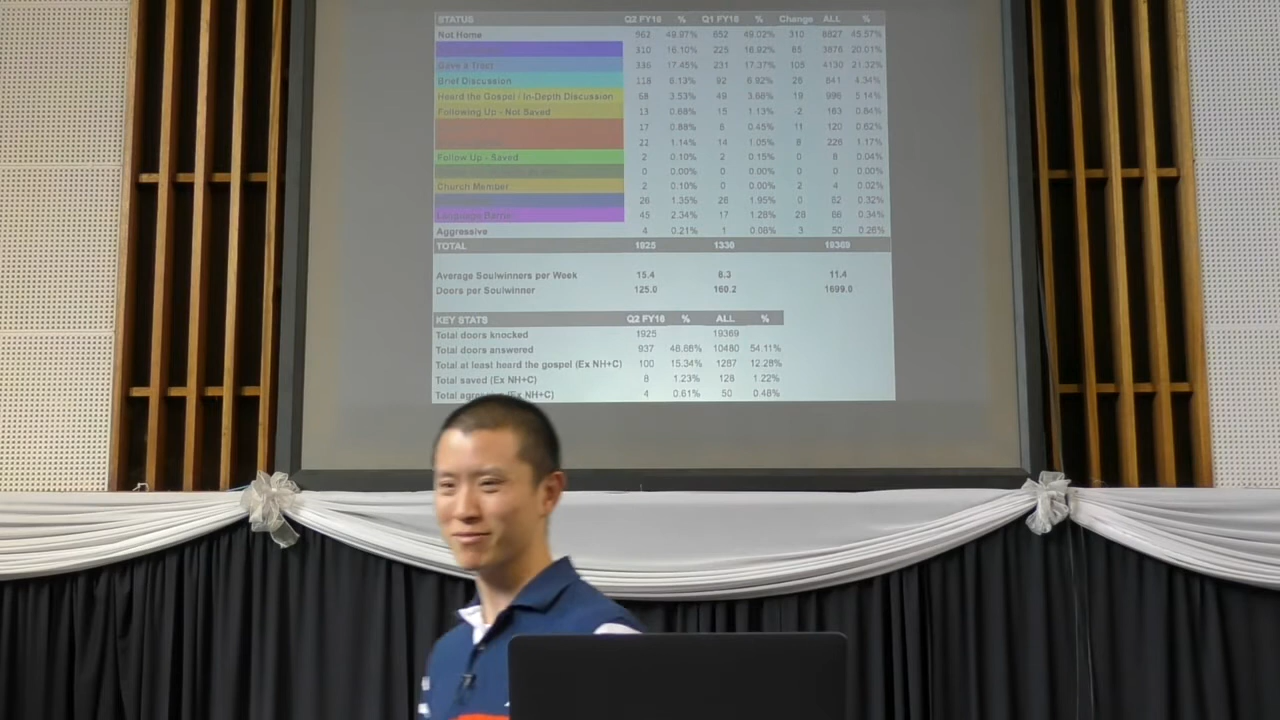 STATUS Q2 FY18 % Q1 FY18 % Change ALL %
Not Home 962 49.97% 652 49.02% 310 8827 45.57%
310 16.10% 225 16.92% 85 3876 20.01%
Gave a Tract 336 17.45% 231 17.37% 105 4130 21.32%
Brief Discussion 118 6.13% 92 6.92% 26 841 4.34%
Heard the Gospel / In-Depth Discussion 68 3.53% 49 3.68% 19 996 5.14%
Following Up - Not Saved 13 0.68% 15 1.13% -2 163 0.84%
17 0.88% 6 0.45% 11 120 0.62%
22 1.14% 14 1.05% 8 226 1.17%
Follow Up - Saved 2 0.10% 2 0.15% 0 8 0.04%
0 0.00% 0 0.00% 0 0 0.00%
Church Member 2 0.10% 0 0.00% 2 4 0.02%
26 1.35% 26 1.95% 0 62 0.32%
Language Barrier 45 2.34% 17 1.28% 28 66 0.34%
Aggressive 4 0.21% 1 0.08% 3 50 0.26%
TOTAL 1925 1330 19369
Average Soulwinners per Week 15.4 8.3 11.4
Doors per Soulwinner 125.0 160.2 1699.0
KEY STATS Q2 FY18 % ALL %
Total doors knocked 1925 19369
Total doors answered 937 48.68% 10480 54.11%
Total at least heard the gospel (Ex NH+C) 100 15.34% 1287 12.28%
Total saved (Ex NH+C) 8 1.23% 128 1.22%
Total (Ex NH+C) 4 0.61% 50 0.48%